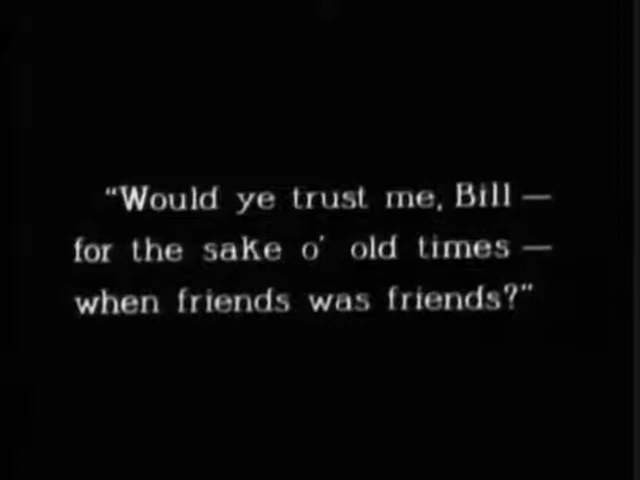 “Would ye trust me, Bill —
for the sake o' old times —
when friends was friends?"